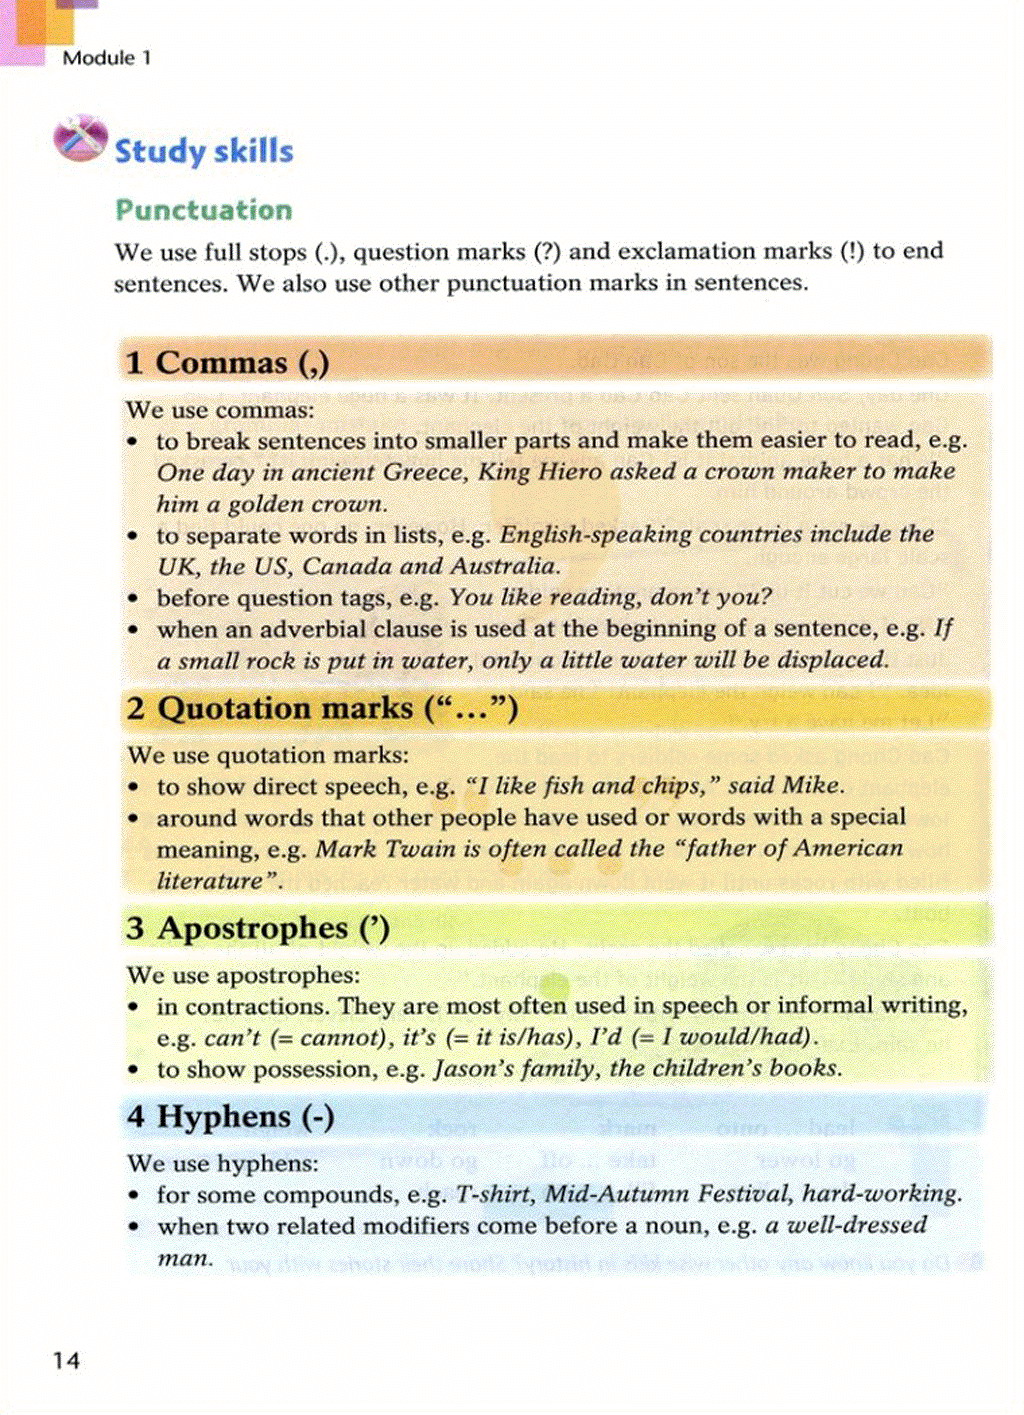 Module 1
Study skills
Punctuation
We use full stops (.), question marks (?) and exclamation marks (!) to end
sentences. We also use other punctuation marks in sentences.
1 Commas (,)
We use commas:
• to break sentences into smaller parts and make them easier to read, e.g.
One day in ancient Greece, King Hiero asked a crown maker to make
him a golden crown.
• to separate words in lists, e.g. English-speaking countries include the
UK, the US, Canada and Australia.
• before question tags, e.g. You like reading, don’t you?
• when an adverbial clause is used at the beginning of a sentence, e.g. If
a small rock is put in water, only a little water will be displaced.
2 Quotation marks (“...”)
We use quotation marks:
• to show direct speech, e.g. “I like fish and chips,” said Mike.
• around words that other people have used or words with a special
meaning, e.g. Mark Twain is often called the “father of American
literature”.
3 Apostrophes (’)
We use apostrophes:
• in contractions. They are most often used in speech or informal writing,
e.g. can’t (= cannot), it’s (= it is/has), I’d (= I would/had).
• to show possession, e.g. Jason’s family, the children’s books.
4 Hyphens (-)
We use hyphens:
• for some compounds, e.g. T-shirt, Mid-Autumn Festival, hard-working.
• when two related modifiers come before a noun, e.g. a well-dressed
man.
14